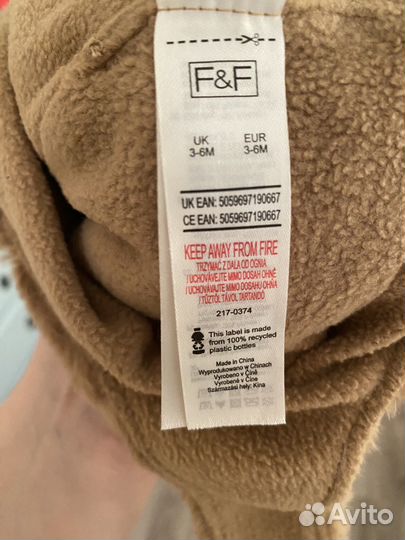 F&F
UK
3-6M
EUR
3-6M
UK EAN: 5059697190667
CE EAN: 5059697190667
KEEP AWAY FROM FIRE
TRZYMAĆ Z DALA OD OGNIA
/ UCHOVÁVEJTE MIMO DOSAH OHNĚ
/ UCHOVÁVAJTE MIMO DOSAHU OHŇA
/ TŰZTŐL TÁVOL TARTANDÓ
217-0374
This label is made
from 100% recycled
plastic bottles
Made in China
Wyprodukowano w Chinach
Vyrobeno v Číně
Vyrobené v Číne
Származási hely: Kína
Avito